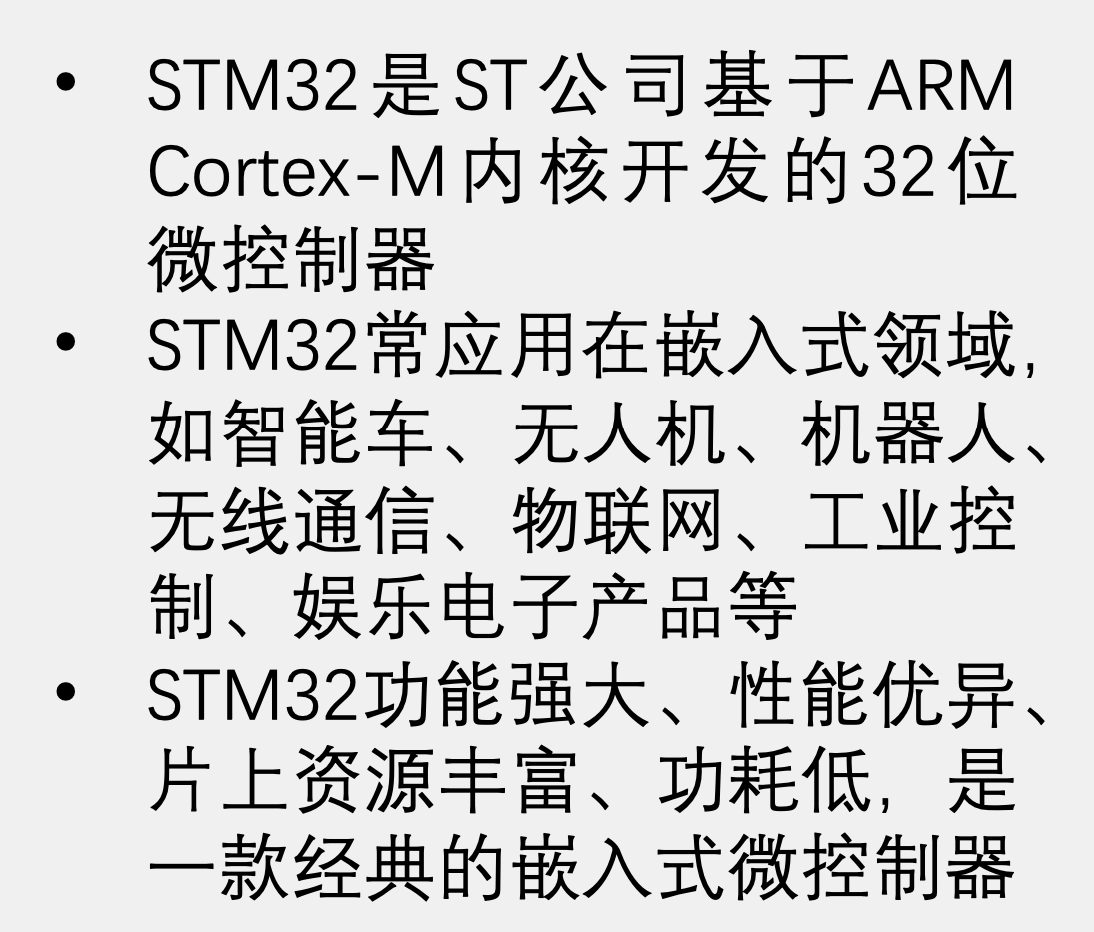 • STM32是ST公司基于ARM
Cortex-M内核开发的32位
微控制器
• STM32常应用在嵌入式领域,
如智能车、无人机、机器人、
无线通信、物联网、工业控
制、娱乐电子产品等
• STM32功能强大、性能优异、
片上资源丰富、功耗低, 是
一款经典的嵌入式微控制器